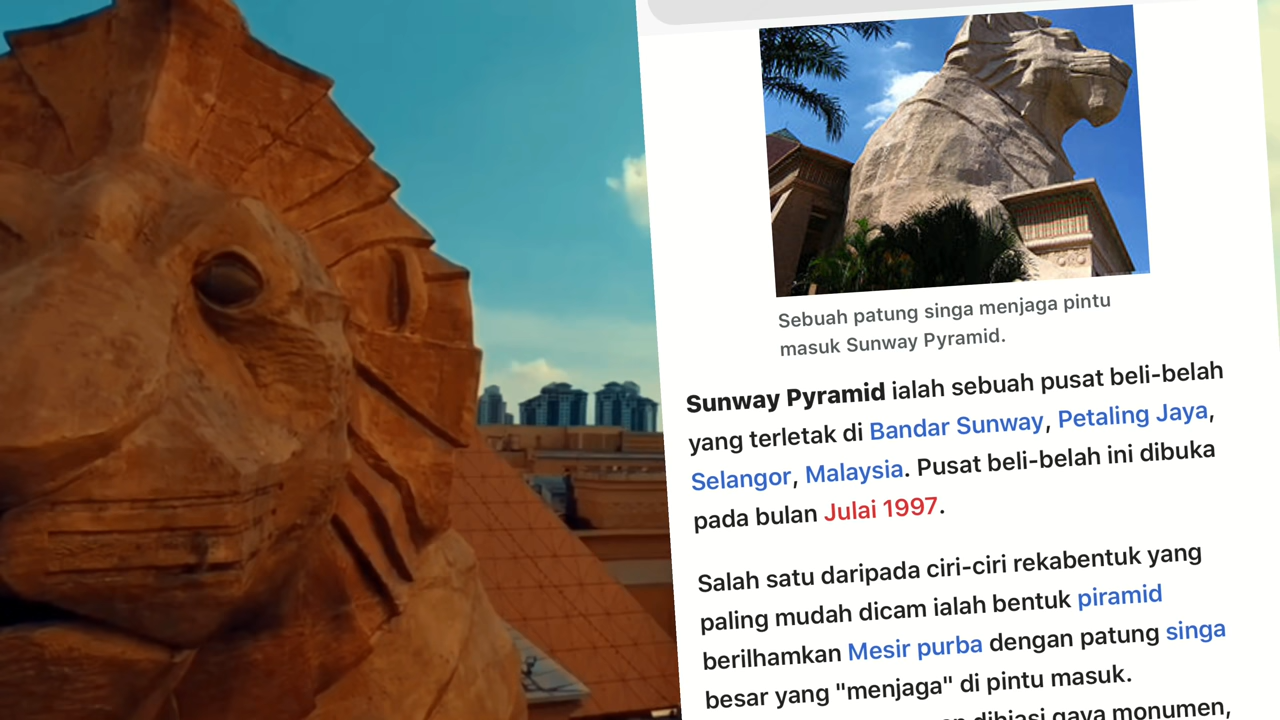 Sebuah patung singa menjaga pintu
masuk Sunway Pyramid.
Sunway Pyramid ialah sebuah pusat beli-belah
yang terletak di Bandar Sunway, Petaling Jaya,
Selangor, Malaysia. Pusat beli-belah ini dibuka
pada bulan Julai 1997.
Salah satu daripada ciri-ciri rekabentuk yang
paling mudah dicam ialah bentuk piramid
berilhamkan Mesir purba dengan patung singa
besar yang "menjaga" di pintu masuk.
dihiasi gaya monumen,